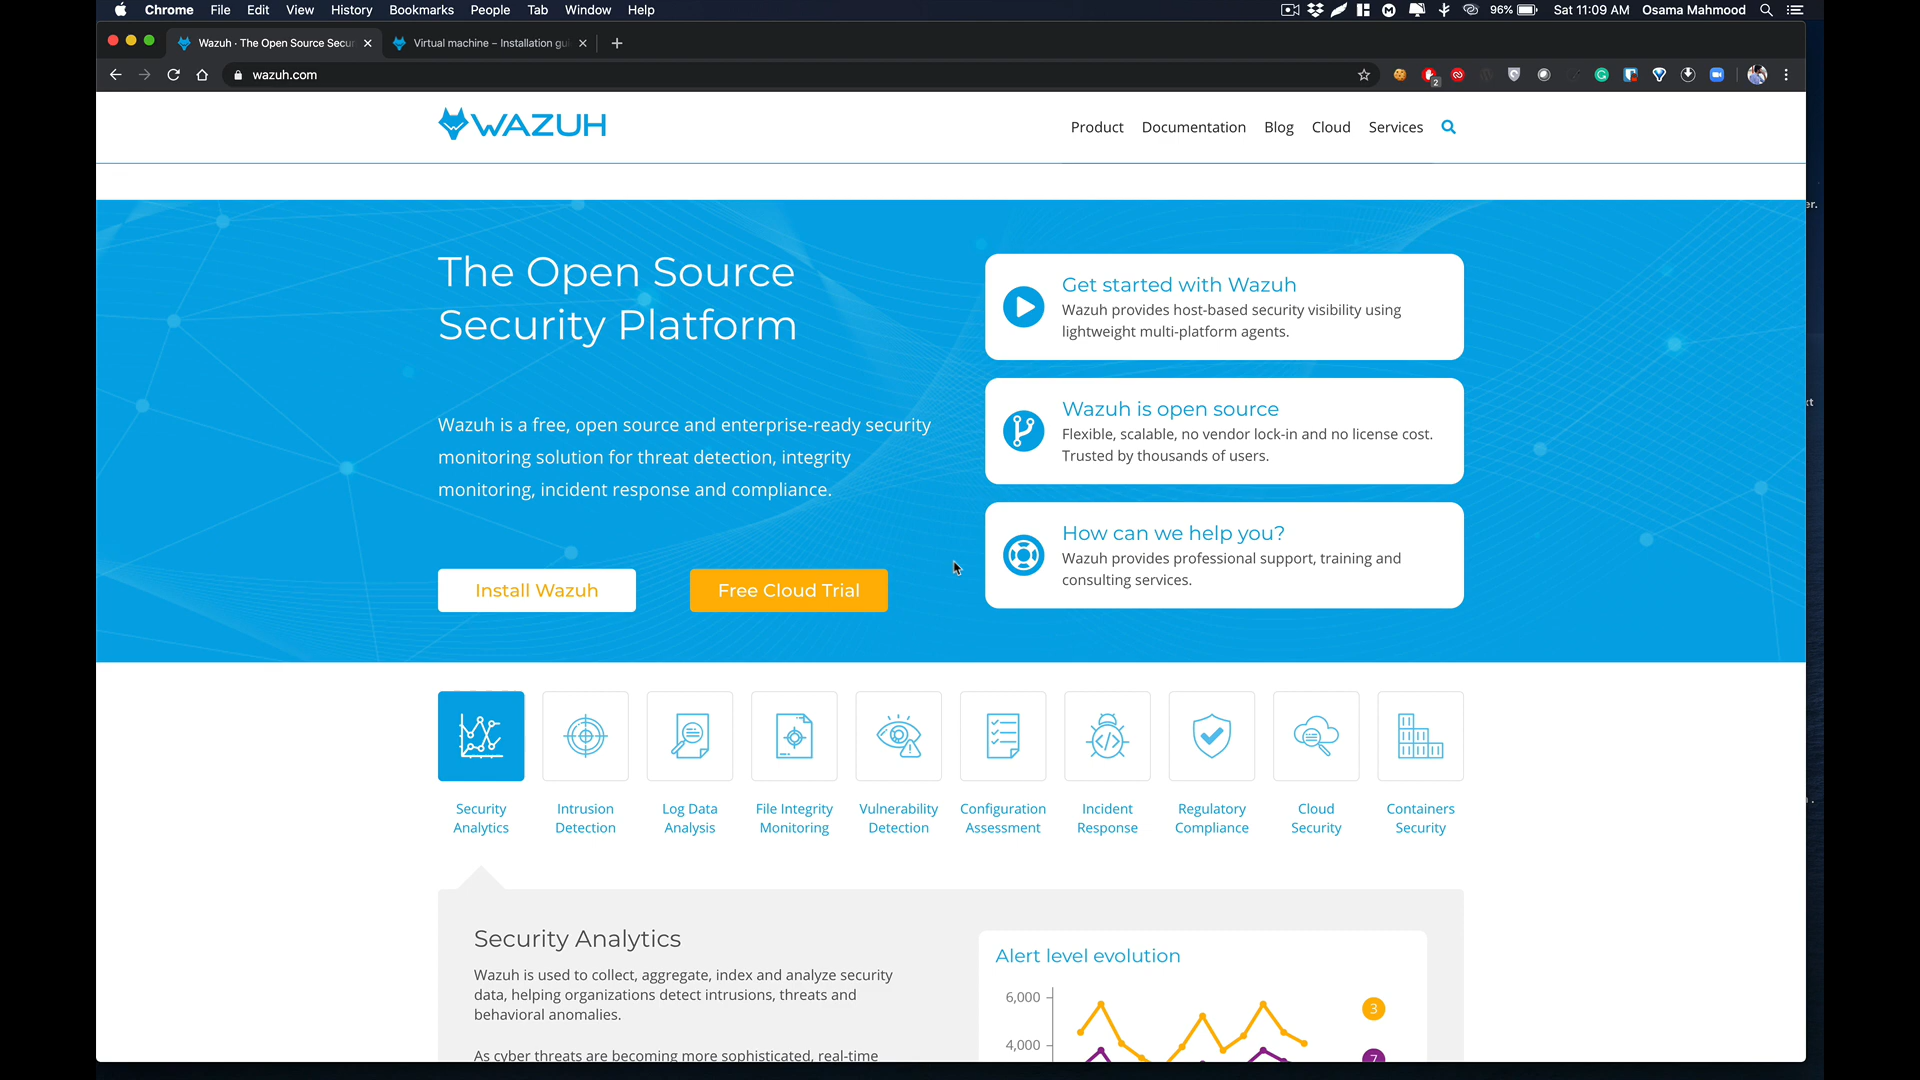 Chrome File Edit View History Bookmarks People Tab Window Help
96% Sat 11:09 AM Osama Mahmood
Wazuh · The Open Source Secur
Virtual machine – Installation gui
wazuh.com
2
WAZUH
Product Documentation Blog Cloud Services
er.
The Open Source
Security Platform
Wazuh is a free, open source and enterprise-ready security
monitoring solution for threat detection, integrity
monitoring, incident response and compliance.
Install Wazuh
Free Cloud Trial
Get started with Wazuh
Wazuh provides host-based security visibility using
lightweight multi-platform agents.
Wazuh is open source
Flexible, scalable, no vendor lock-in and no license cost.
Trusted by thousands of users.
How can we help you?
Wazuh provides professional support, training and
consulting services.
Security
Analytics
Intrusion
Detection
Log Data
Analysis
File Integrity
Monitoring
Vulnerability
Detection
Configuration
Assessment
Incident
Response
Regulatory
Compliance
Cloud
Security
Containers
Security
Security Analytics
Wazuh is used to collect, aggregate, index and analyze security
data, helping organizations detect intrusions, threats and
behavioral anomalies.
As cyber threats are becoming more sophisticated, real-time
Alert level evolution
6,000
4,000
3
7